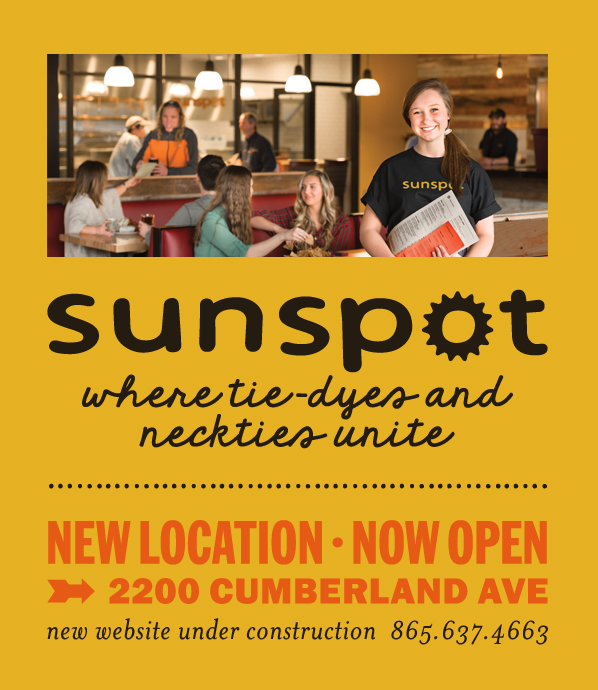 sunspot
sunspot
sunspot
where tie-dyes and
neckties unite
NEW LOCATION • NOW OPEN
2200 CUMBERLAND AVE
new website under construction 865.637.4663